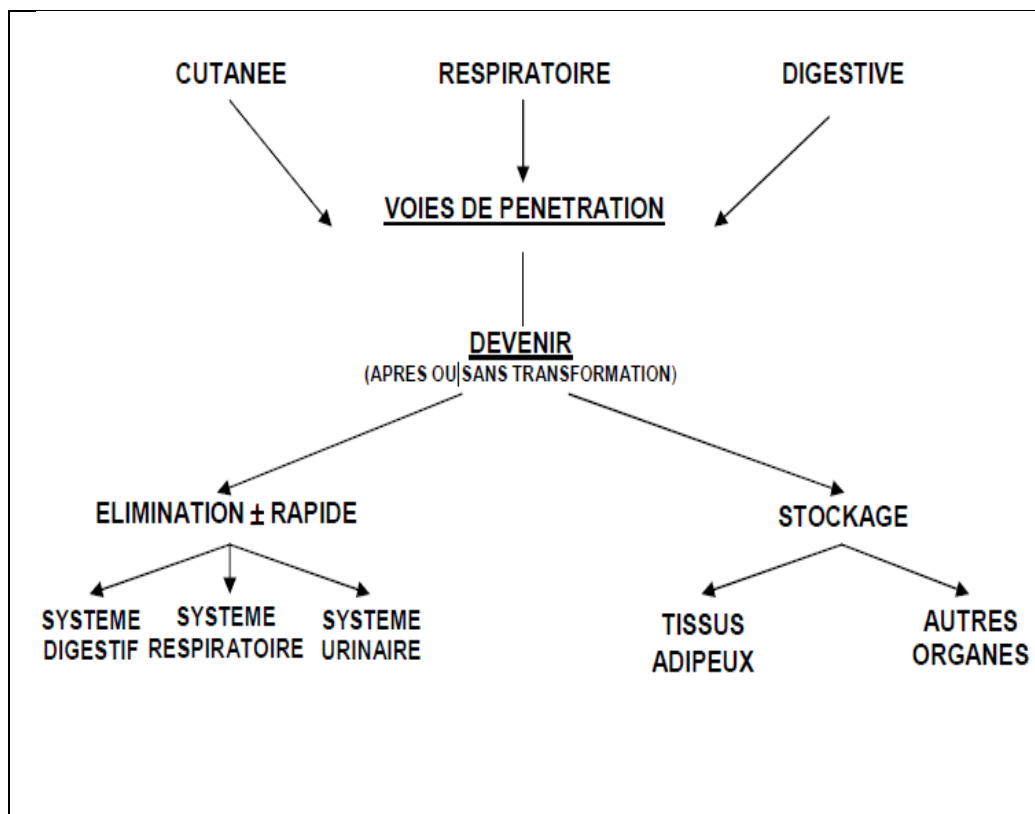 CUTANEE RESPIRATOIRE DIGESTIVE
VOIES DE PENETRATION
DEVENIR
(APRES OU SANS TRANSFORMATION)
ELIMINATION ± RAPIDE
STOCKAGE
SYSTEME
DIGESTIF
SYSTEME
RESPIRATOIRE
SYSTEME
URINAIRE
TISSUS
ADIPEUX
AUTRES
ORGANES